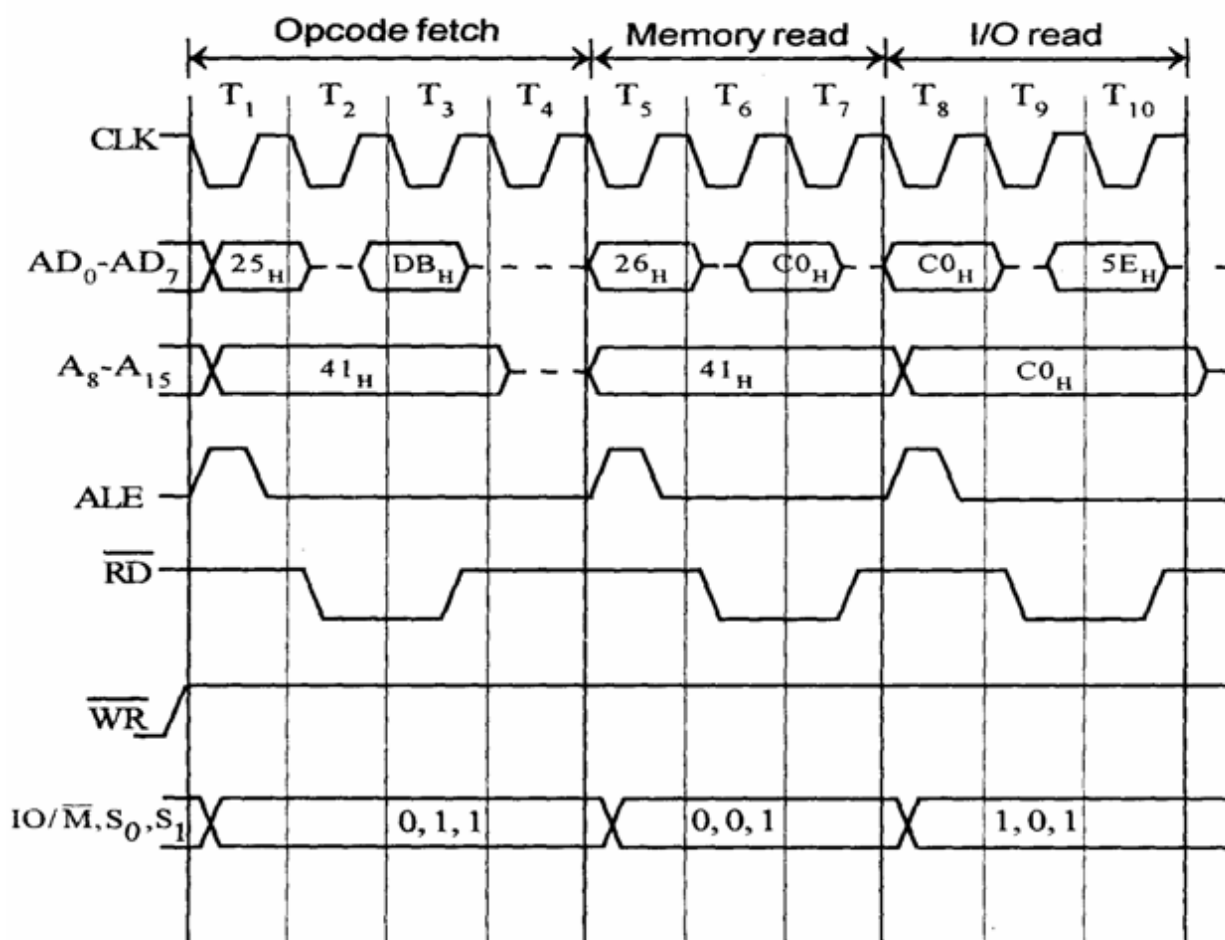 Opcode fetch Memory read I/O read
T1 T2 T3 T4 T5 T6 T7 T8 T9 T10
CLK
AD0-AD7 25H DBH 26H C0H C0H 5EH
A8-A15 41H 41H C0H
ALE
RD
WR
IO/M,S0,S1 0,1,1 0,0,1 1,0,1